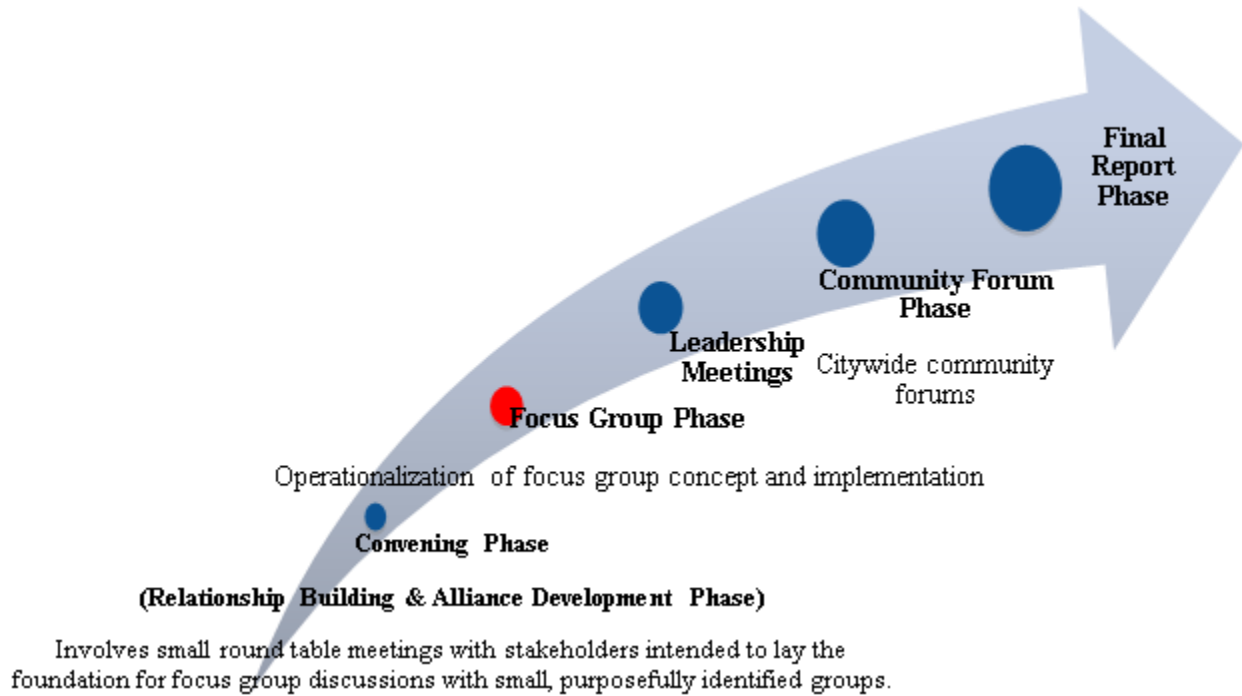 Final
Report
Phase
Community Forum
Phase
Citywide community
forums
Leadership
Meetings
Focus Group Phase
Operationalization of focus group concept and implementation
Convening Phase
(Relationship Building & Alliance Development Phase)
Involves small round table meetings with stakeholders intended to lay the
foundation for focus group discussions with small, purposefully identified groups.